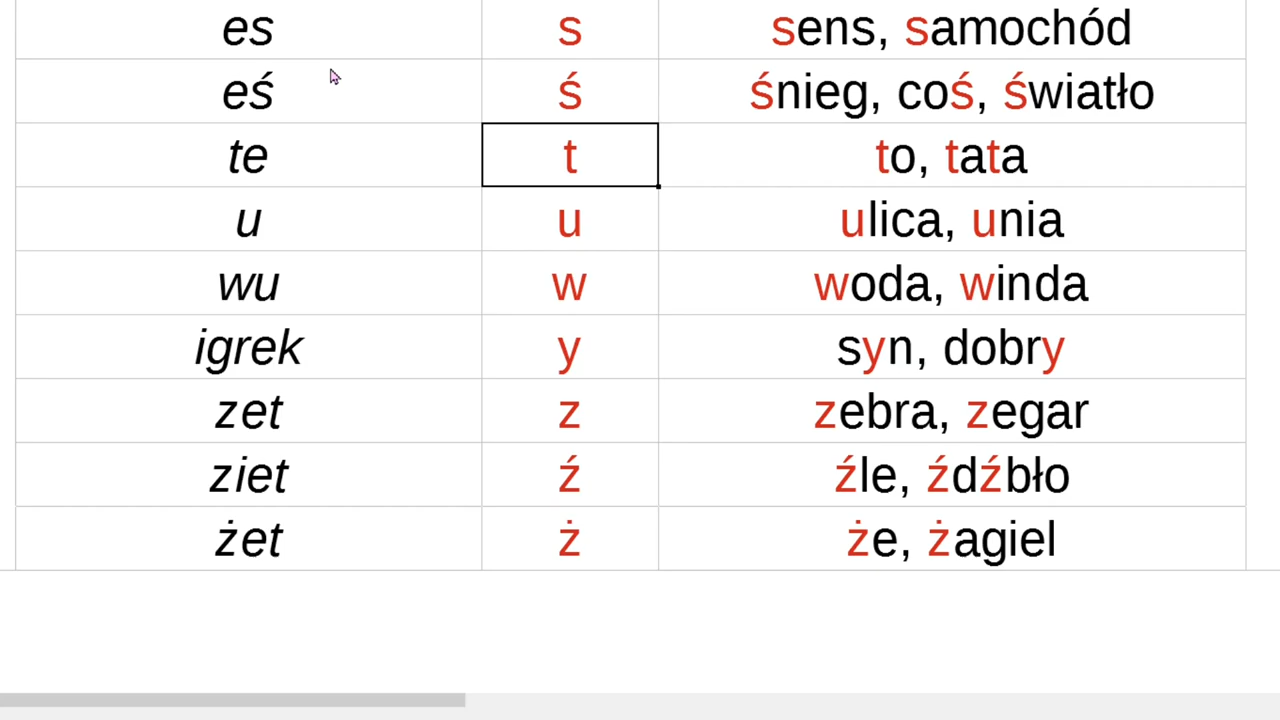 es s sens, samochód
eś ś śnieg, coś, światło
te t to, tata
u u ulica, unia
wu w woda, winda
igrek y syn, dobry
zet z zebra, zegar
ziet ź źle, źdźbło
żet ż że, żagiel